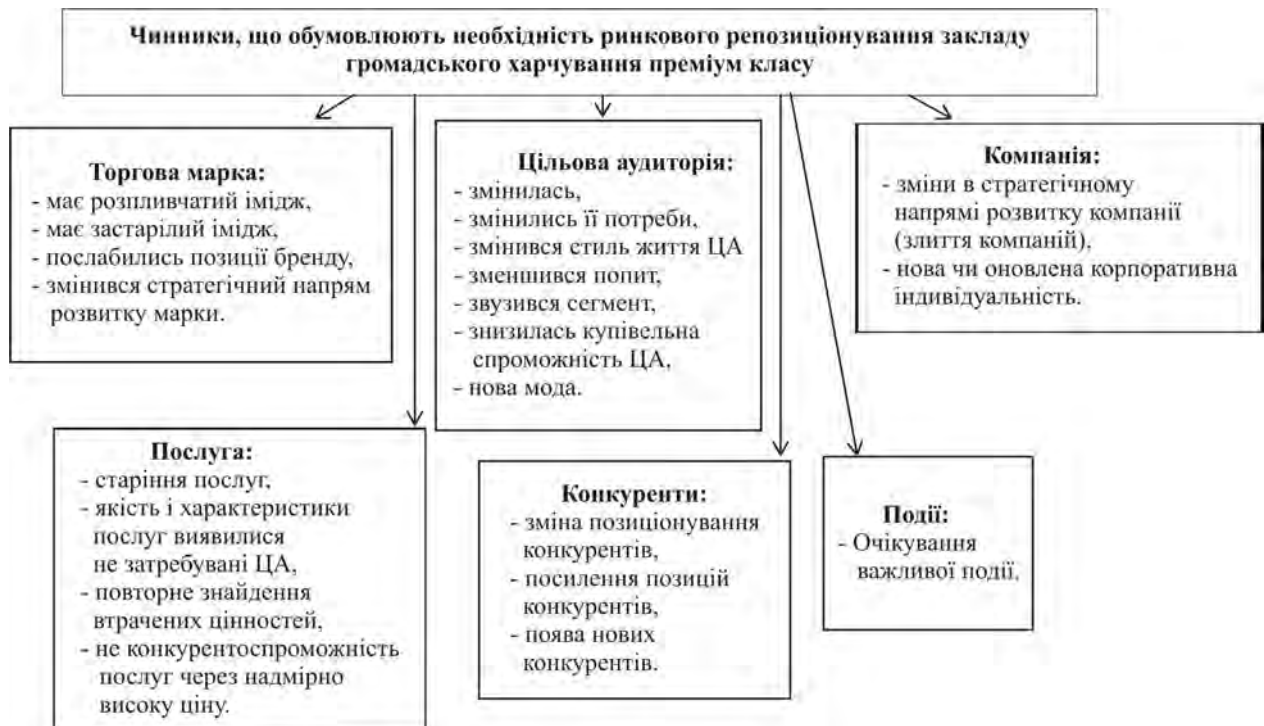 Чинники, що обумовлюють необхідність ринкового репозиціонування закладу
громадського харчування преміум класу
Торгова марка:
- має розпливчатий імідж,
- має застарілий імідж,
- послабились позиції бренду,
- змінився стратегічний напрям
розвитку марки.
Цільова аудиторія:
- змінилась,
- змінились її потреби,
- змінився стиль життя ЦА
- зменшився попит,
- звузився сегмент,
- знизилась купівельна
спроможність ЦА,
- нова мода.
Компанія:
- зміни в стратегічному
напрямі розвитку компанії
(злиття компаній),
- нова чи оновлена корпоративна
індивідуальність.
Послуга:
- старіння послуг,
- якість і характеристики
послуг виявилися
не затребувані ЦА,
- повторне знайдення
втрачених цінностей,
- не конкурентоспроможність
послуг через надмірно
високу ціну.
Конкуренти:
- зміна позиціонування
конкурентів,
- посилення позицій
конкурентів,
- поява нових
конкурентів.
Події:
- Очікування
важливої події.